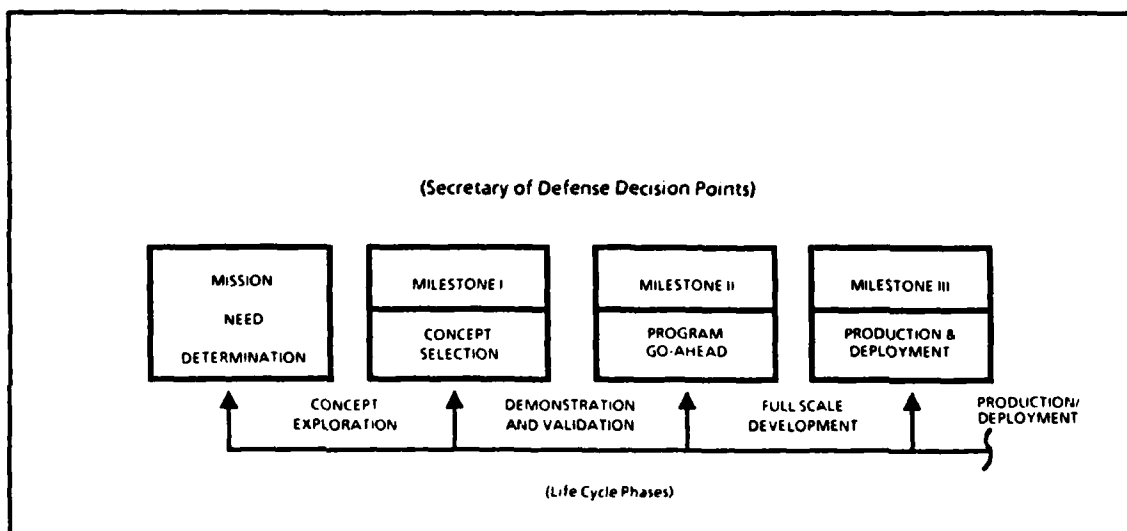 (Secretary of Defense Decision Points)
MISSION
NEED
DETERMINATION
MILESTONE I
CONCEPT
SELECTION
MILESTONE II
PROGRAM
GO-AHEAD
MILESTONE III
PRODUCTION &
DEPLOYMENT
CONCEPT
EXPLORATION
DEMONSTRATION
AND VALIDATION
FULL SCALE
DEVELOPMENT
PRODUCTION/
DEPLOYMENT
(Life Cycle Phases)